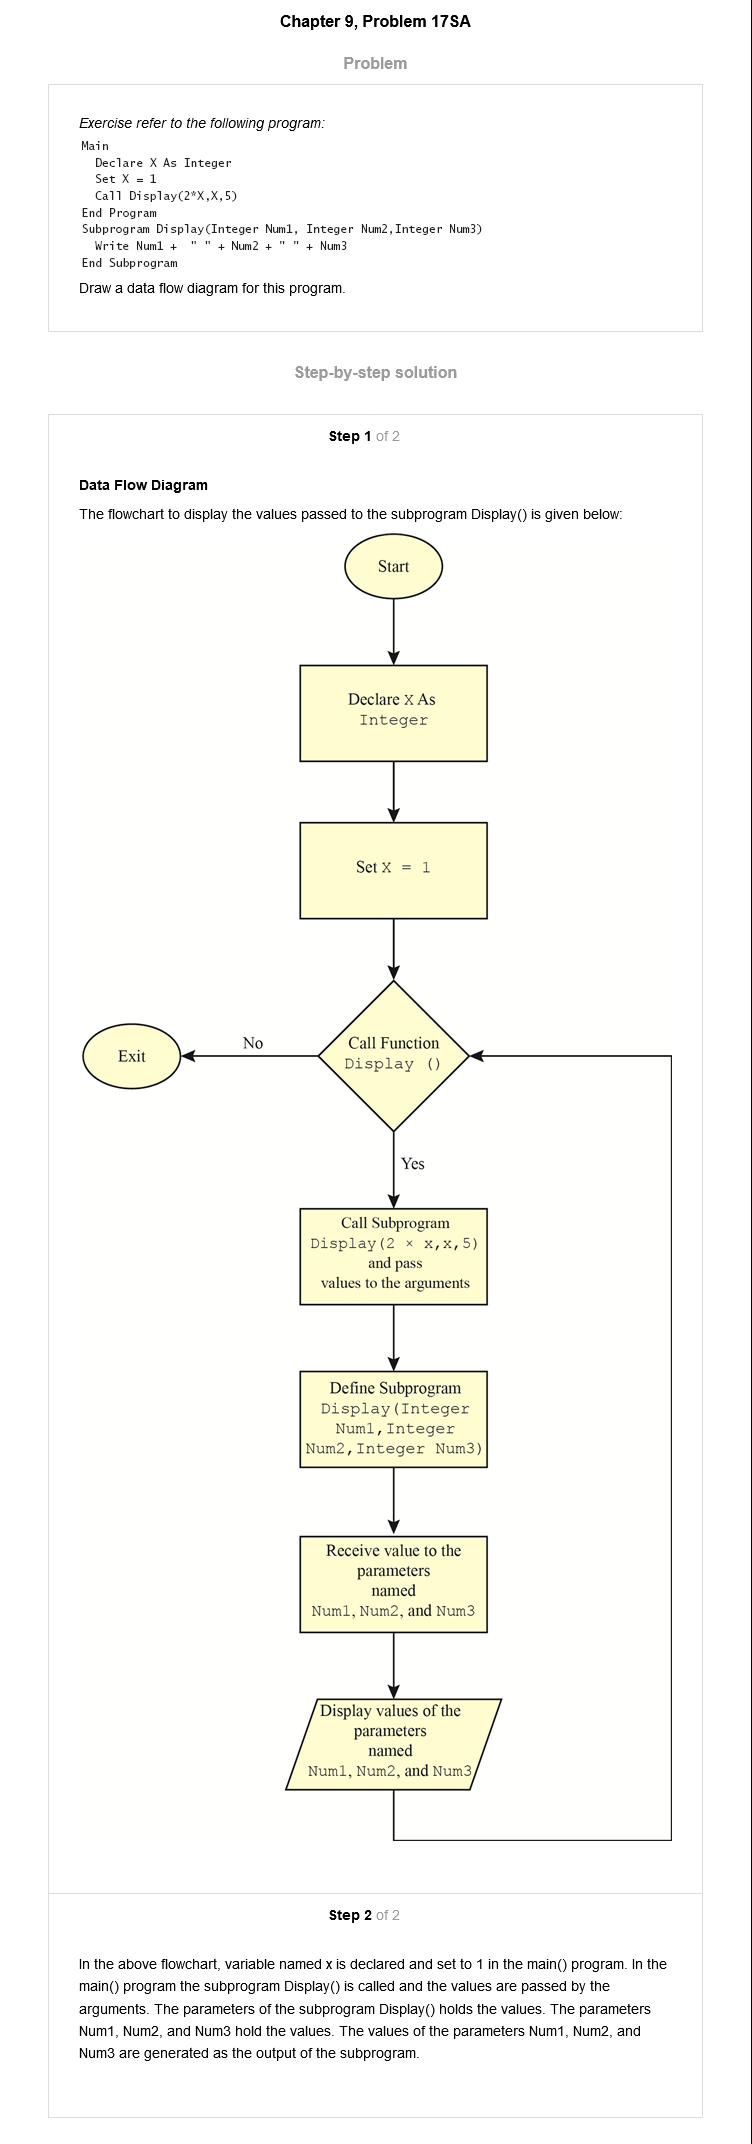 Chapter 9, Problem 17SA
Problem
Exercise refer to the following program:
Main
Declare X As Integer
Set X = 1
Call Display(2*X,X,5)
End Program
Subprogram Display(Integer Num1, Integer Num2,Integer Num3)
Write Num1 + " " + Num2 + " " + Num3
End Subprogram
Draw a data flow diagram for this program.
Step-by-step solution
Step 1 of 2
Data Flow Diagram
The flowchart to display the values passed to the subprogram Display() is given below:
Start
Declare X As
Integer
Set X = 1
Call Function
Display ()
No
Exit
Yes
Call Subprogram
Display(2 × x,x,5)
and pass
values to the arguments
Define Subprogram
Display(Integer
Num1,Integer
Num2,Integer Num3)
Receive value to the
parameters
named
Num1, Num2, and Num3
Display values of the
parameters
named
Num1, Num2, and Num3
Step 2 of 2
In the above flowchart, variable named x is declared and set to 1 in the main() program. In the
main() program the subprogram Display() is called and the values are passed by the
arguments. The parameters of the subprogram Display() holds the values. The parameters
Num1, Num2, and Num3 hold the values. The values of the parameters Num1, Num2, and
Num3 are generated as the output of the subprogram.